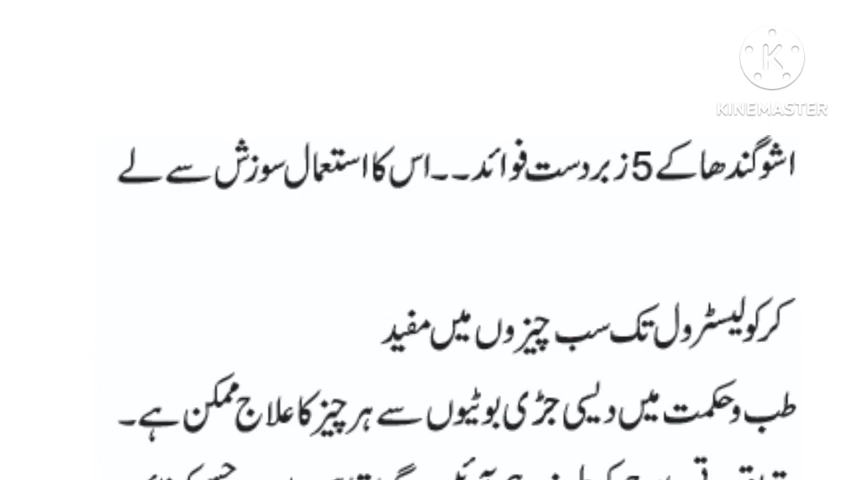 KINEMASTER
اشوگندھا کے 5 زبردست فوائد۔۔اس کا استعمال سوزش سے لے
کر کولیسٹرول تک سب چیزوں میں مفید
طب و حکمت میں دیسی جڑی بوٹیوں سے ہر چیز کا علاج ممکن ہے۔